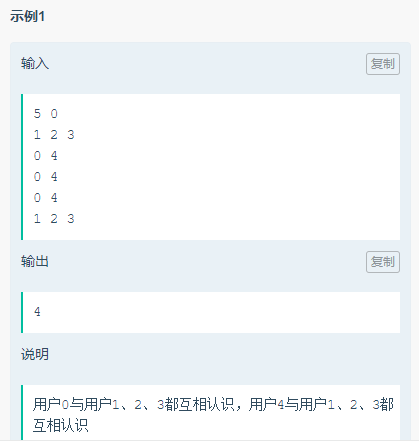 示例1
输入
复制
5 0
1 2 3
0 4
0 4
0 4
1 2 3
输出
复制
4
说明
用户0与用户1、2、3都互相认识，用户4与用户1、2、3都
互相认识